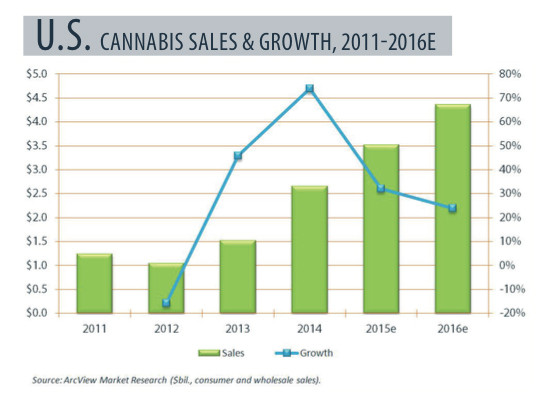 U.S. CANNABIS SALES & GROWTH, 2011-2016E
$5.0 80%
$4.5 70%
$4.0 60%
$3.5 50%
$3.0 40%
$2.5 30%
$2.0 20%
$1.5 10%
$1.0 0%
$0.5 -10%
$0.0 -20%
2011 2012 2013 2014 2015e 2016e
Sales Growth
Source: ArcView Market Research ($bil., consumer and wholesale sales).